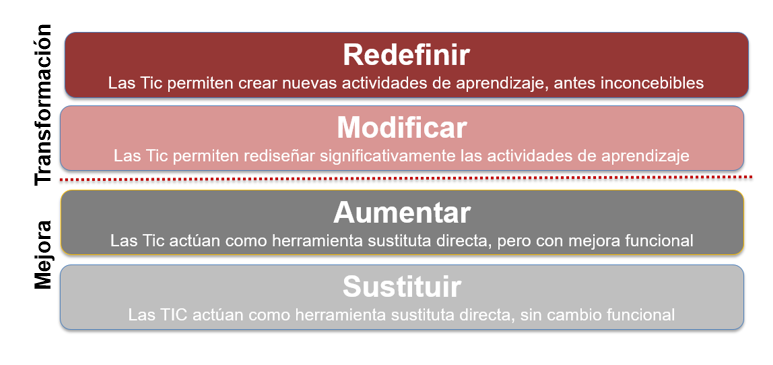 Transformación
Redefinir
Las Tic permiten crear nuevas actividades de aprendizaje, antes inconcebibles
Modificar
Las Tic permiten rediseñar significativamente las actividades de aprendizaje
Mejora
Aumentar
Las Tic actúan como herramienta sustituta directa, pero con mejora funcional
Sustituir
Las TIC actúan como herramienta sustituta directa, sin cambio funcional